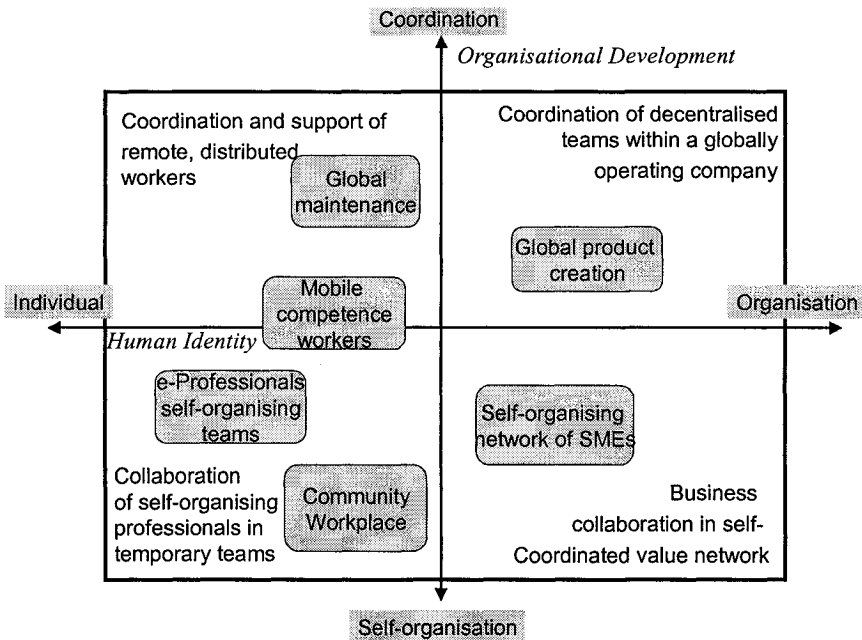 Coordination
Organisational Development
Coordination and support of
remote, distributed
workers
Coordination of decentralised
teams within a globally
operating company
Global
maintenance
Global product
creation
Individual
Mobile
competence
workers
Organisation
Human Identity
e-Professionals
self-organising
teams
Self-organising
network of SMEs
Collaboration
of self-organising
professionals in
temporary teams
Community
Workplace
Business
collaboration in self-
Coordinated value network
Self-organisation